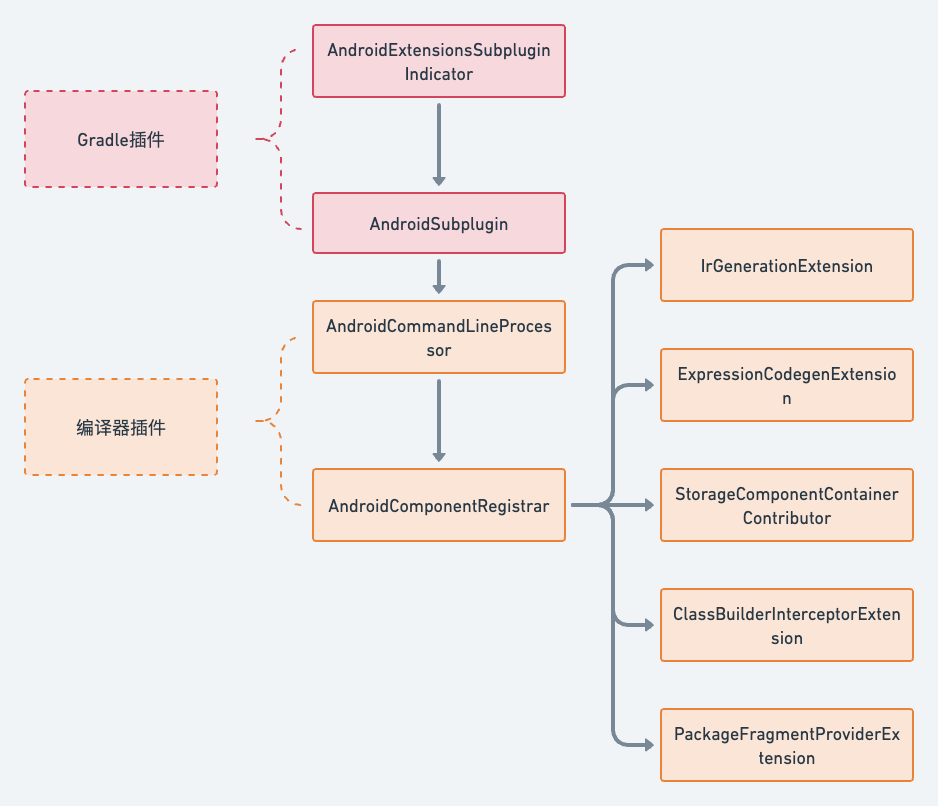 AndroidExtensionsSubplugin
Indicator
Gradle插件
AndroidSubplugin
AndroidCommandLineProces
sor
编译器插件
AndroidComponentRegistrar
IrGenerationExtension
ExpressionCodegenExtensio
n
StorageComponentContainer
Contributor
ClassBuilderInterceptorExten
sion
PackageFragmentProviderEx
tension